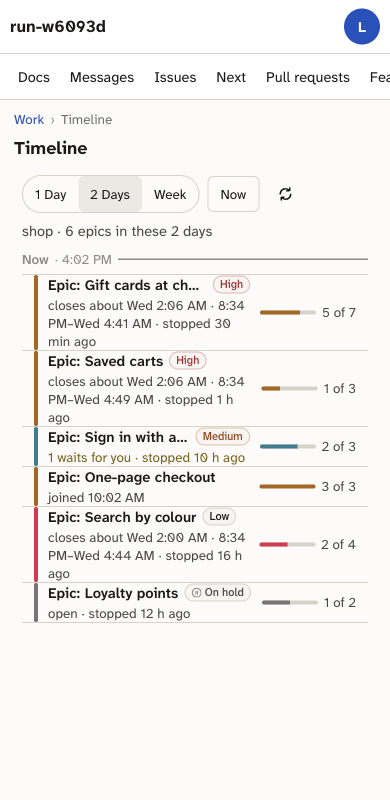 run-w6093d
L
Docs Messages Issues Next Pull requests Fea
Work › Timeline
Timeline
1 Day 2 Days Week Now
shop · 6 epics in these 2 days
Now · 4:02 PM
Epic: Gift cards at ch... High
closes about Wed 2:06 AM · 8:34
PM–Wed 4:41 AM · stopped 30
min ago
5 of 7
Epic: Saved carts High
closes about Wed 2:06 AM · 8:34
PM–Wed 4:49 AM · stopped 1 h
ago
1 of 3
Epic: Sign in with a... Medium
1 waits for you · stopped 10 h ago
2 of 3
Epic: One-page checkout
joined 10:02 AM
3 of 3
Epic: Search by colour Low
closes about Wed 2:00 AM · 8:34
PM–Wed 4:44 AM · stopped 16 h
ago
2 of 4
Epic: Loyalty points On hold
open · stopped 12 h ago
1 of 2